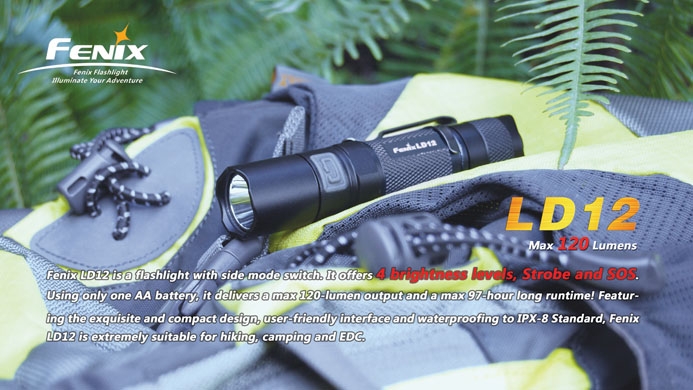 FENIX
Fenix Flashlight
Illuminate Your Adventure
Fenix LD12
LD12
Max 120 Lumens
Fenix LD12 is a flashlight with side mode switch. It offers 4 brightness levels, Strobe and SOS.
Using only one AA battery, it delivers a max 120-lumen output and a max 97-hour long runtime! Featur-
ing the exquisite and compact design, user-friendly interface and waterproofing to IPX-8 Standard, Fenix
LD12 is extremely suitable for hiking, camping and EDC.